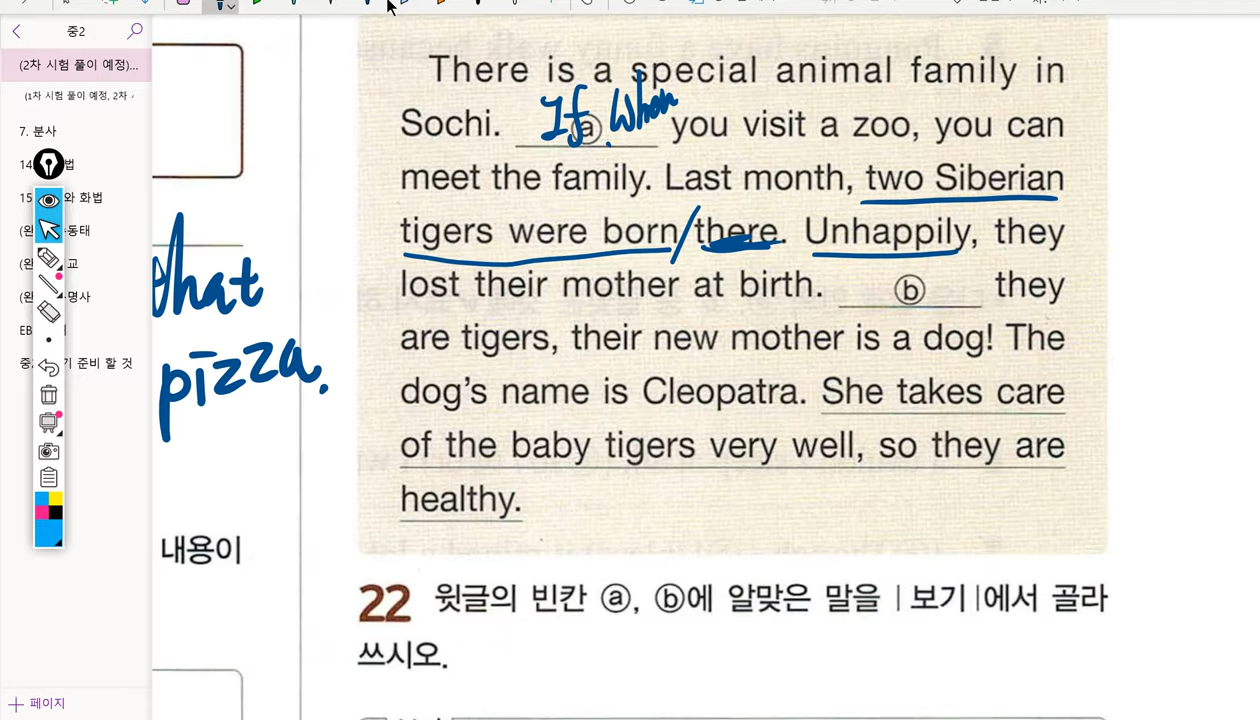 중2
(2차 시험 풀이 예정)...
(1차 시험 풀이 예정, 2차
7. 분사
14 법
15 와 화법
(완 동태
(완 교
(완 명사
EB
중2 기 준비 할 것
페이지
that
pizza.
내용이
There is a special animal family in
If. When
Sochi. ⓐ you visit a zoo, you can
meet the family. Last month, two Siberian
tigers were born / there. Unhappily, they
lost their mother at birth. ⓑ they
are tigers, their new mother is a dog! The
dog's name is Cleopatra. She takes care
of the baby tigers very well, so they are
healthy.
22 윗글의 빈칸 ⓐ, ⓑ에 알맞은 말을 |보기|에서 골라
쓰시오.